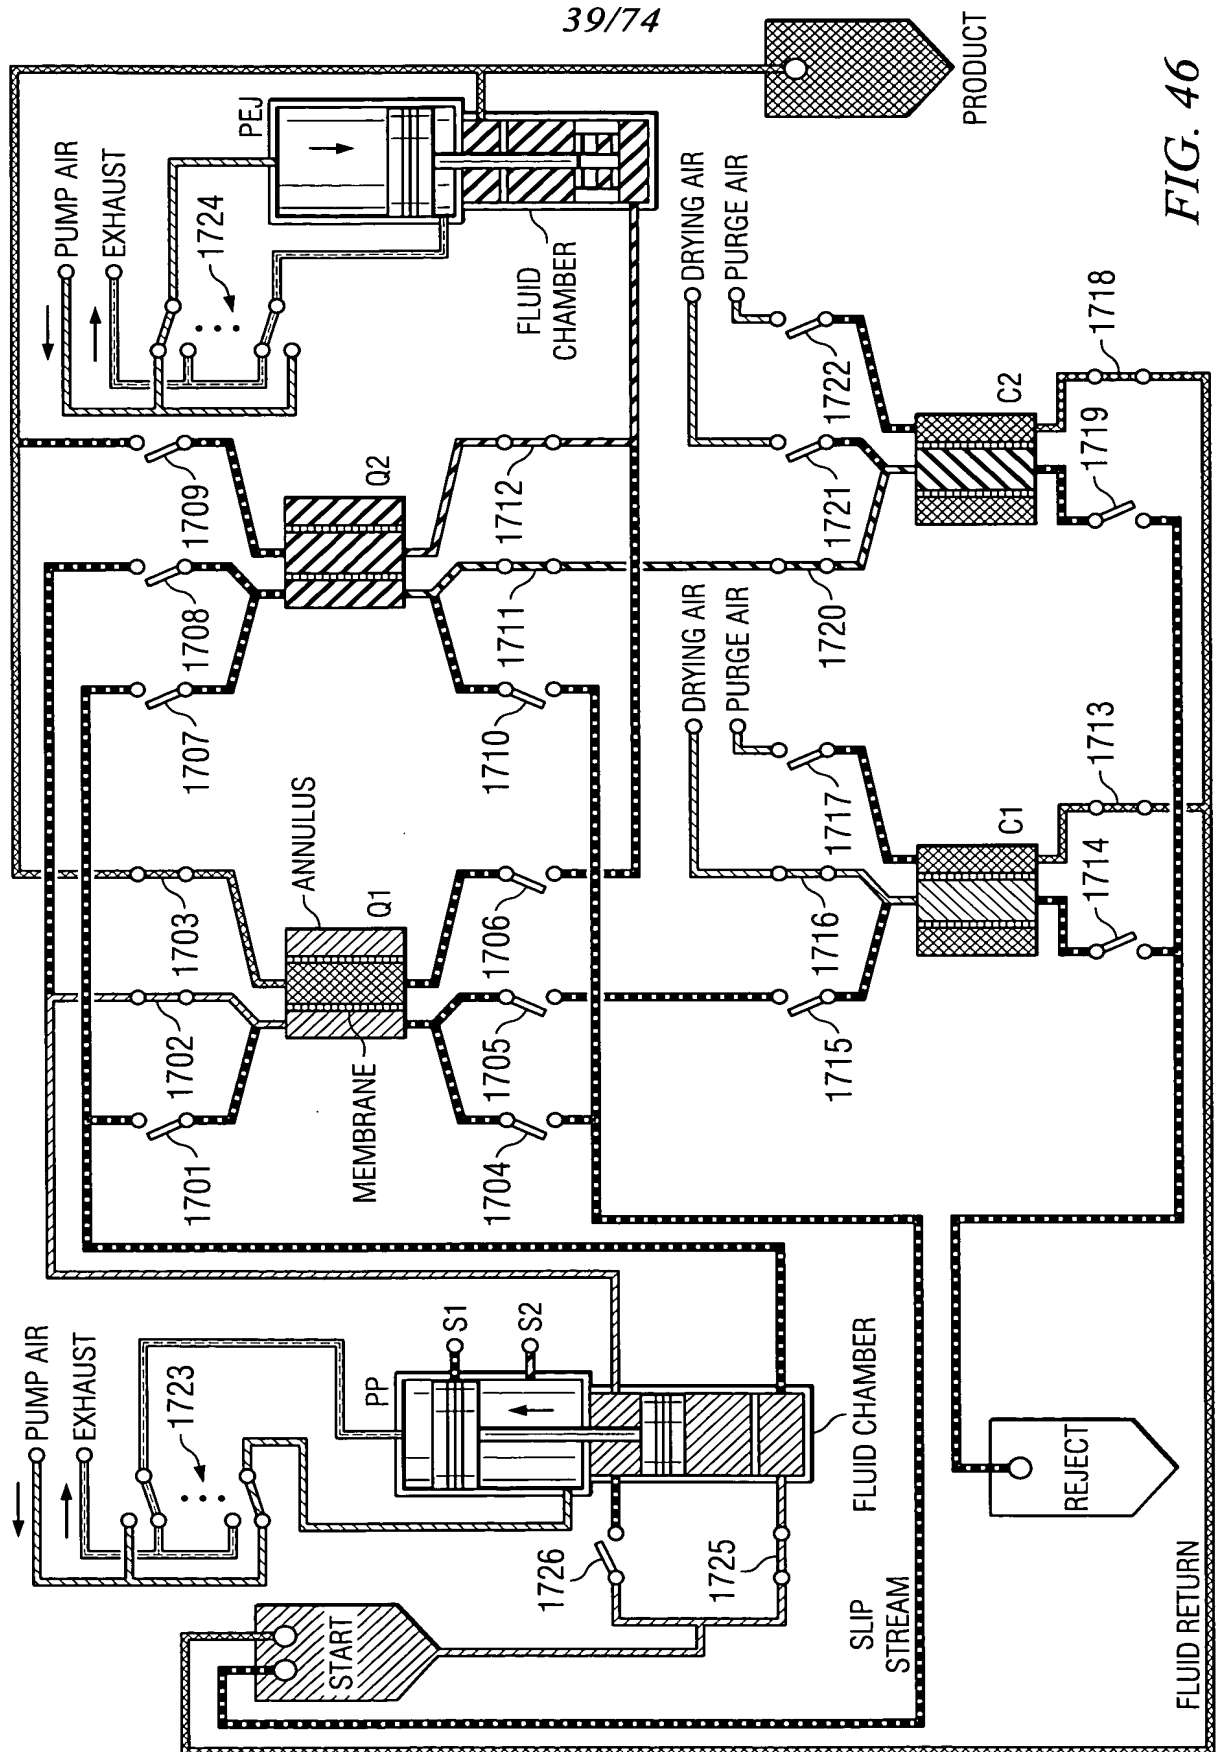 39/74
PUMP AIR
EXHAUST
1724
PEJ
FLUID
CHAMBER
PRODUCT
1709
1708
1707
Q2
1712
1711
1710
DRYING AIR
PURGE AIR
1722
1721
1720
C2
1719
1718
1703
1702
1701
ANNULUS
MEMBRANE
Q1
1706
1705
1704
DRYING AIR
PURGE AIR
1717
1716
1715
C1
1714
1713
PUMP AIR
EXHAUST
1723
PP
S1
S2
START
1726
1725
FLUID CHAMBER
SLIP
STREAM
REJECT
FLUID RETURN
FIG. 46